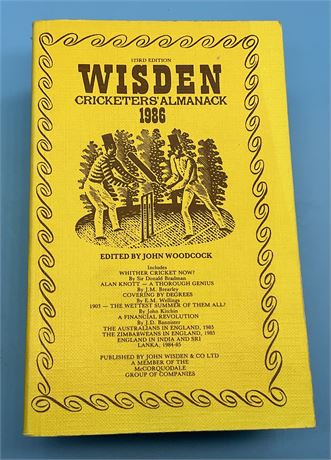 123RD EDITION
WISDEN
CRICKETERS' ALMANACK
1986
EDITED BY JOHN WOODCOCK
Includes
WHITHER CRICKET NOW?
By Sir Donald Bradman
ALAN KNOTT — A THOROUGH GENIUS
By J.M. Brearley
COVERING BY DEGREES
By E.M. Wellings
1903 — THE WETTEST SUMMER OF THEM ALL?
By John Kitchin
A FINANCIAL REVOLUTION
By J.D. Bannister
THE AUSTRALIANS IN ENGLAND, 1985
THE ZIMBABWEANS IN ENGLAND, 1985
ENGLAND IN INDIA AND SRI
LANKA, 1984-85
PUBLISHED BY JOHN WISDEN & CO LTD
A MEMBER OF THE
McCORQUODALE
GROUP OF COMPANIES